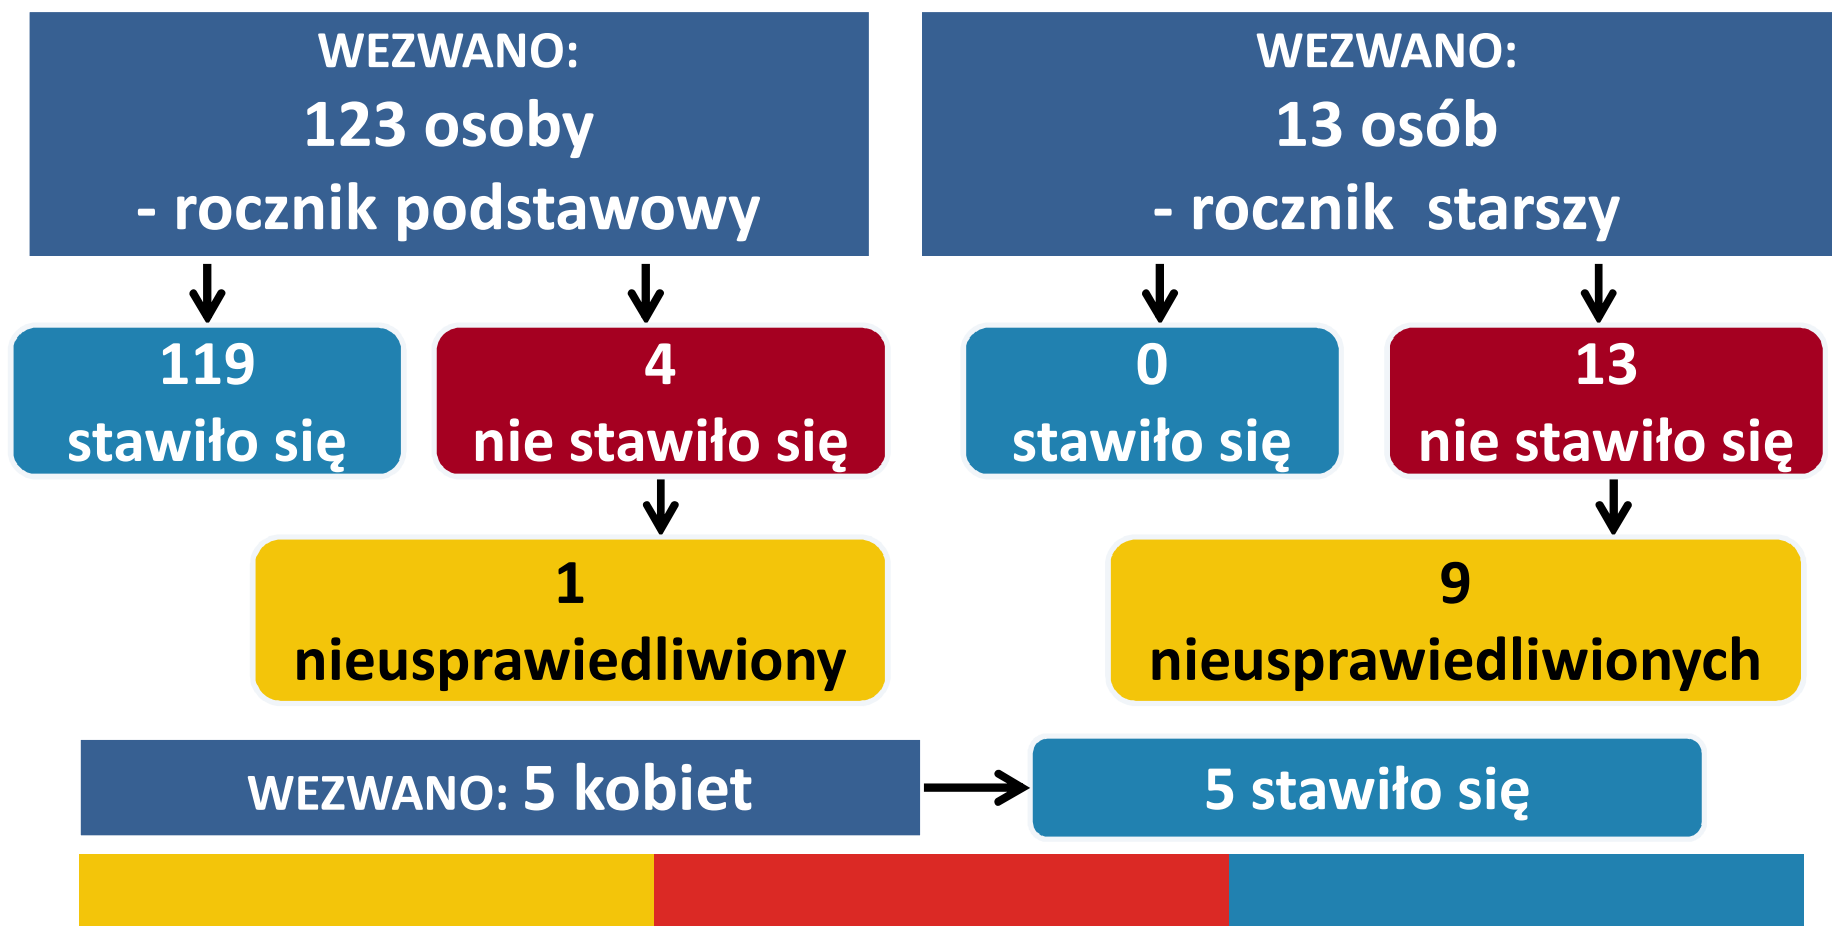 WEZWANO:
123 osoby
- rocznik podstawowy
WEZWANO:
13 osób
- rocznik  starszy
119
stawiło się
4
nie stawiło się
0
stawiło się
13
nie stawiło się
1
nieusprawiedliwiony
9
nieusprawiedliwionych
WEZWANO: 5 kobiet
5 stawiło się